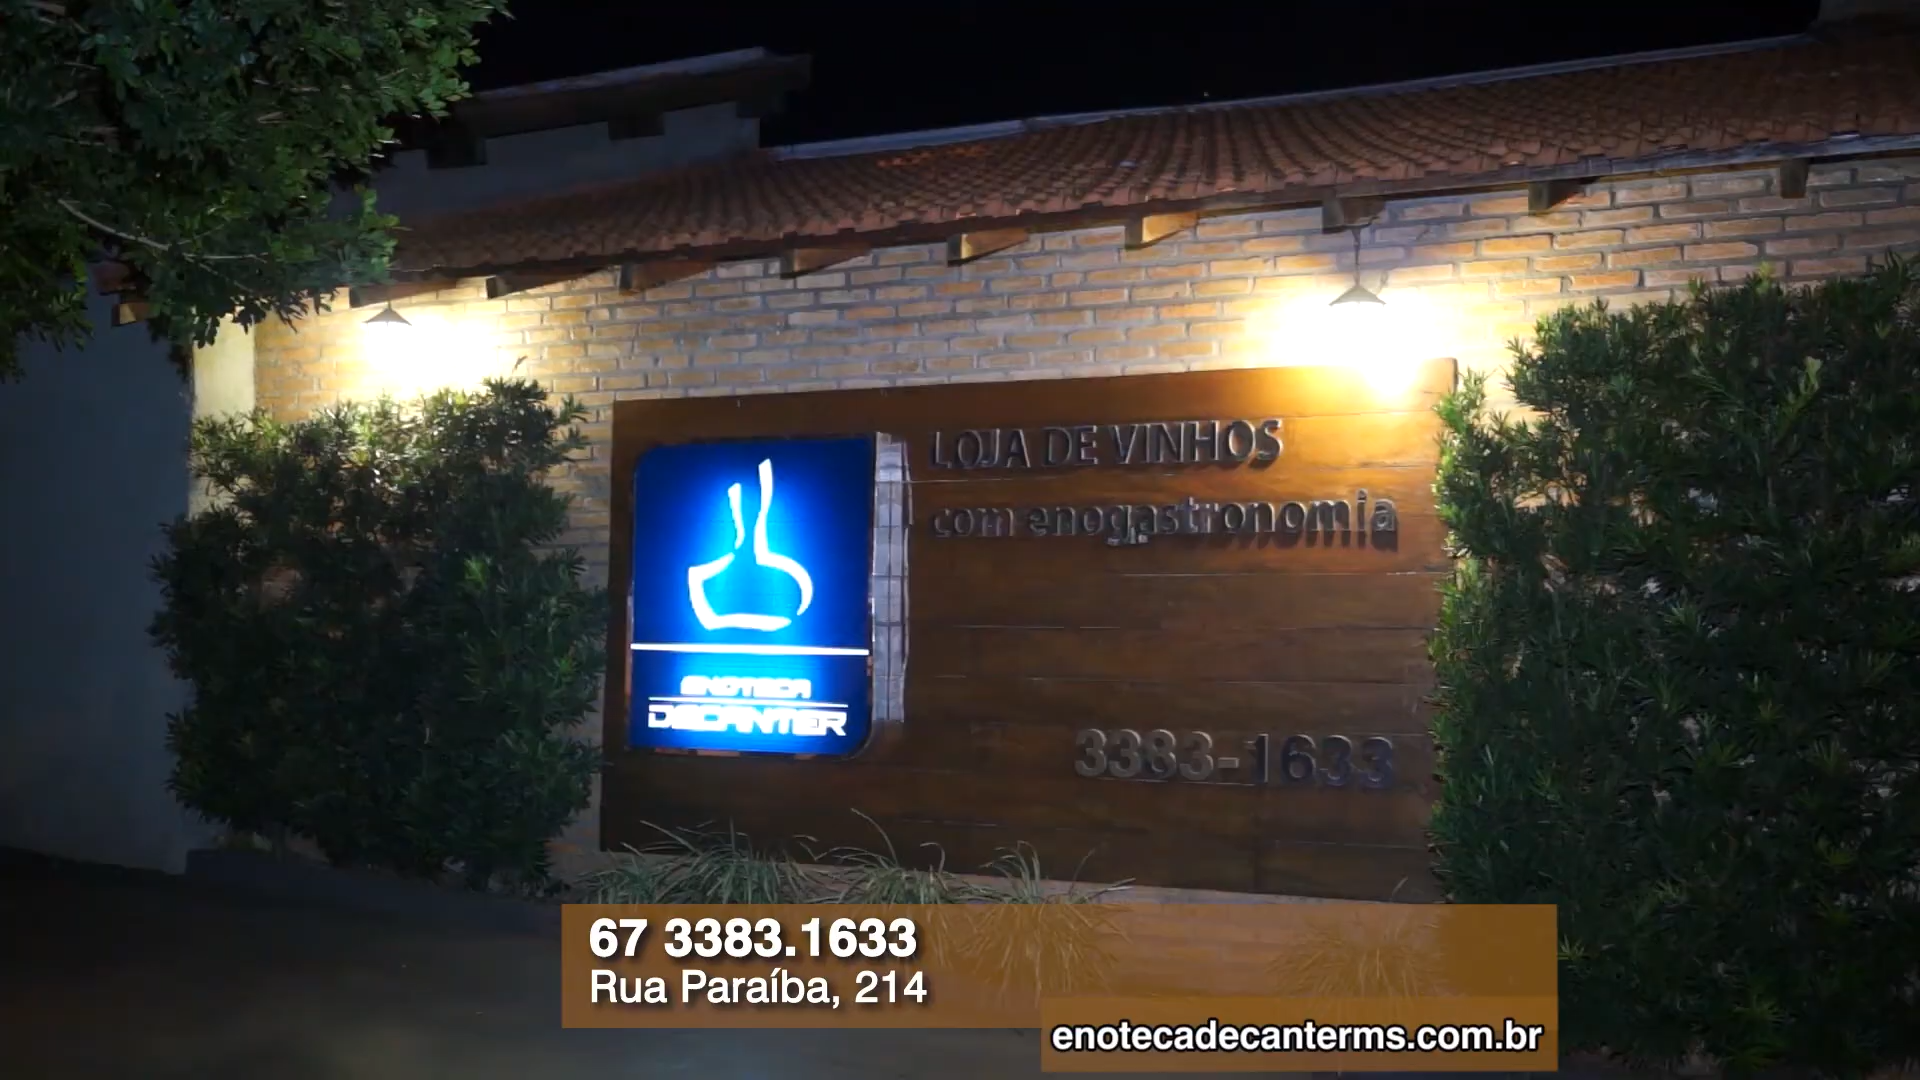 LOJA DE VINHOS
com enogastronomia
ENOTECA
DECANTER
3383-1633
67 3383.1633
Rua Paraíba, 214
enotecadecanterms.com.br